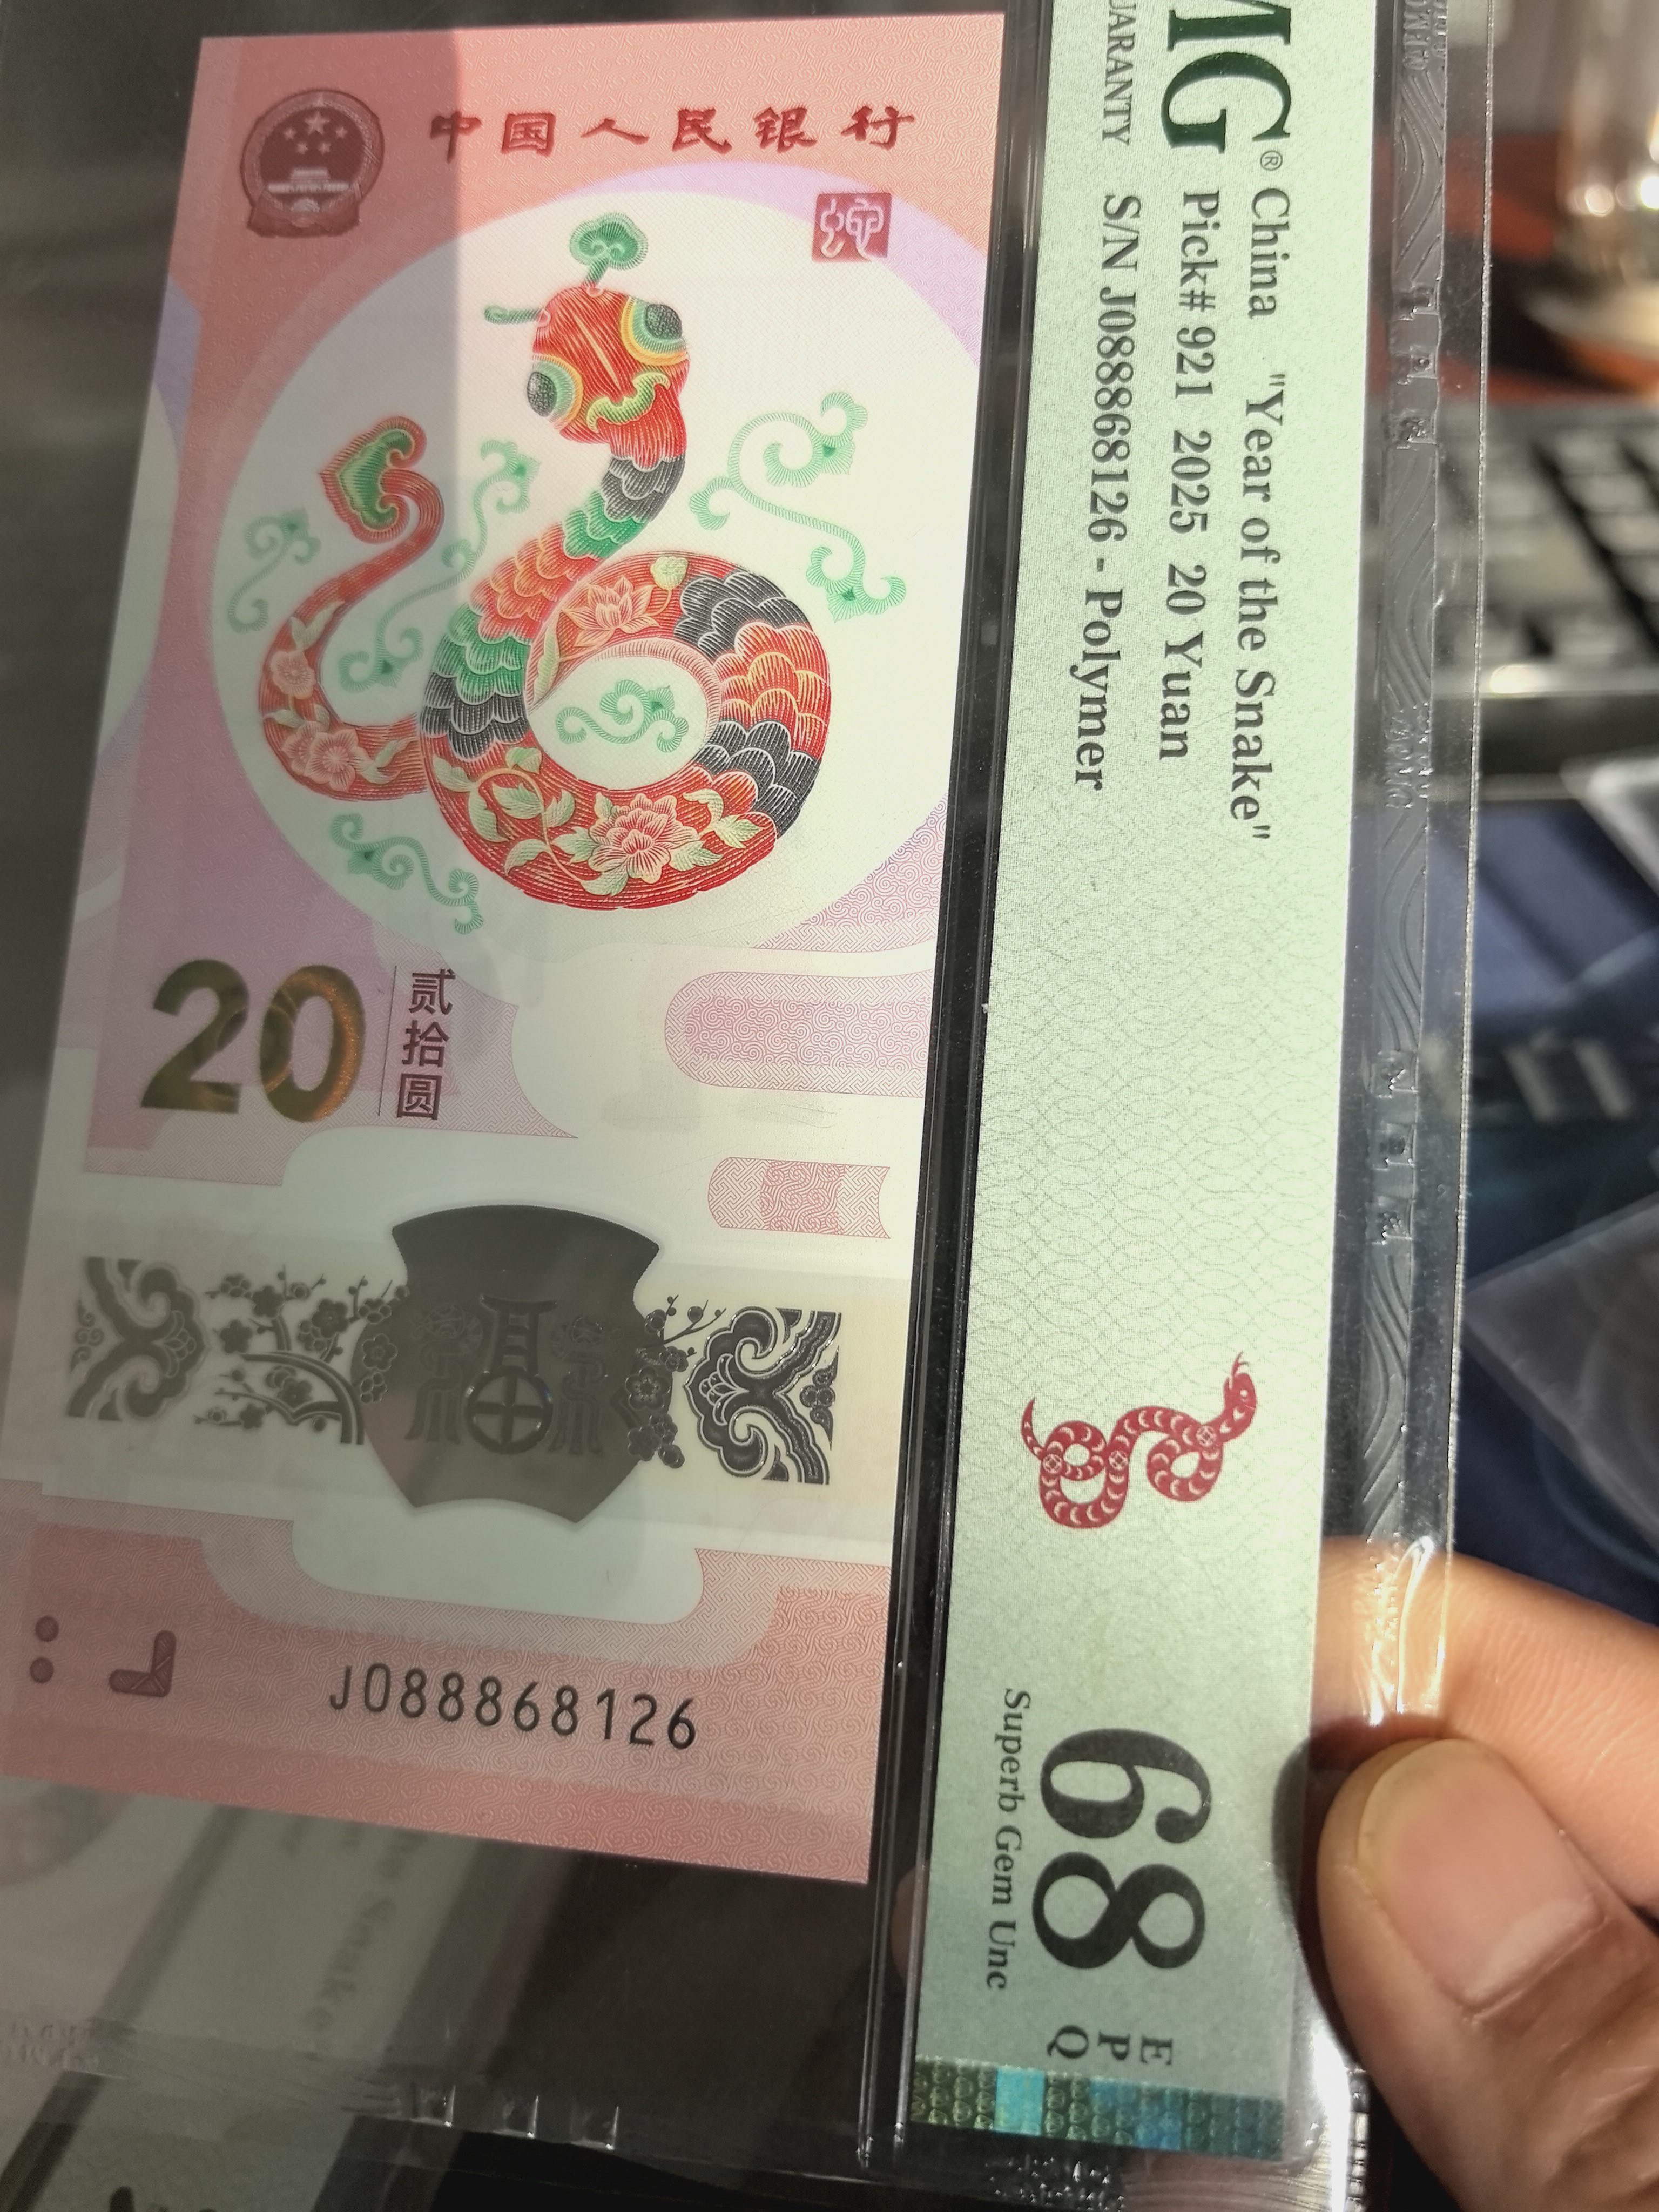 中国人民银行
蛇
20
贰拾圆
J088868126
MG®
UARANTY
China "Year of the Snake"
Pick# 921 2025 20 Yuan
S/N J088868126 - Polymer
68
EPQ
Superb Gem Unc